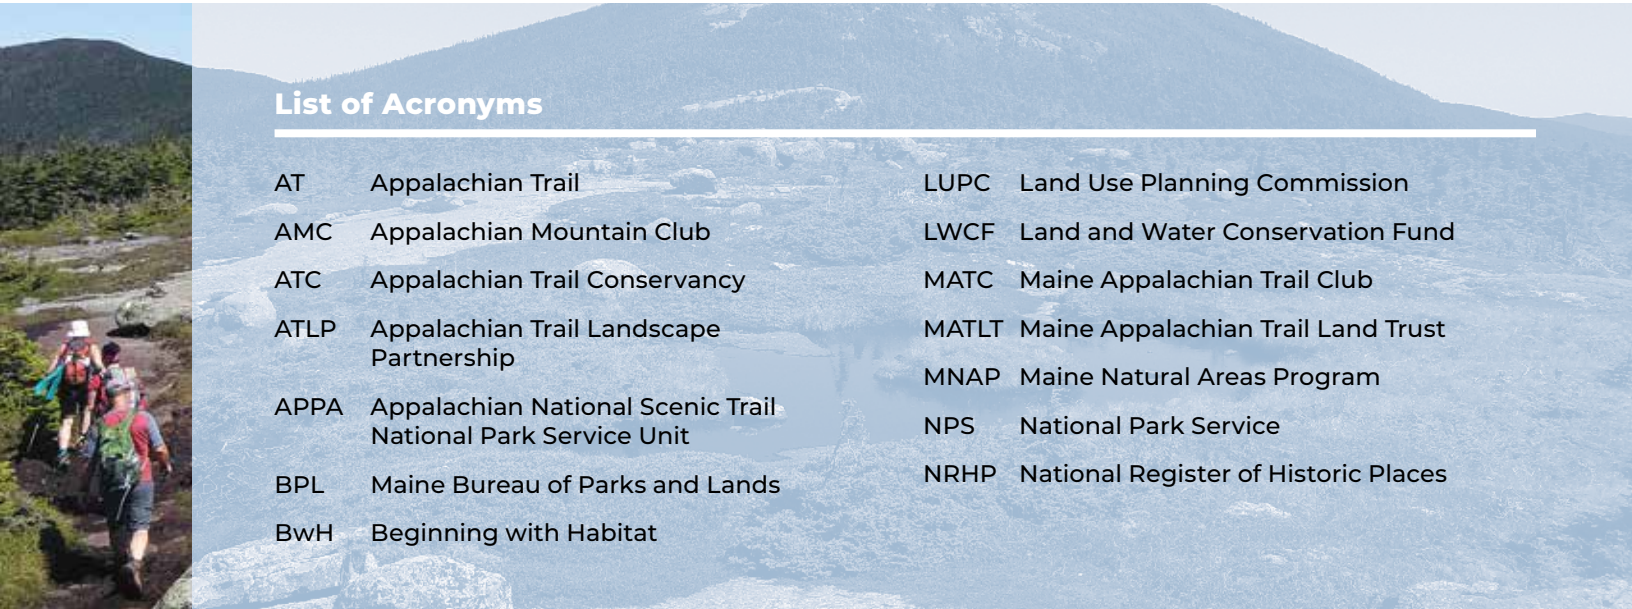 List of Acronyms
AT Appalachian Trail
AMC Appalachian Mountain Club
ATC Appalachian Trail Conservancy
ATLP Appalachian Trail Landscape
Partnership
APPA Appalachian National Scenic Trail
National Park Service Unit
BPL Maine Bureau of Parks and Lands
BwH Beginning with Habitat
LUPC Land Use Planning Commission
LWCF Land and Water Conservation Fund
MATC Maine Appalachian Trail Club
MATLT Maine Appalachian Trail Land Trust
MNAP Maine Natural Areas Program
NPS National Park Service
NRHP National Register of Historic Places